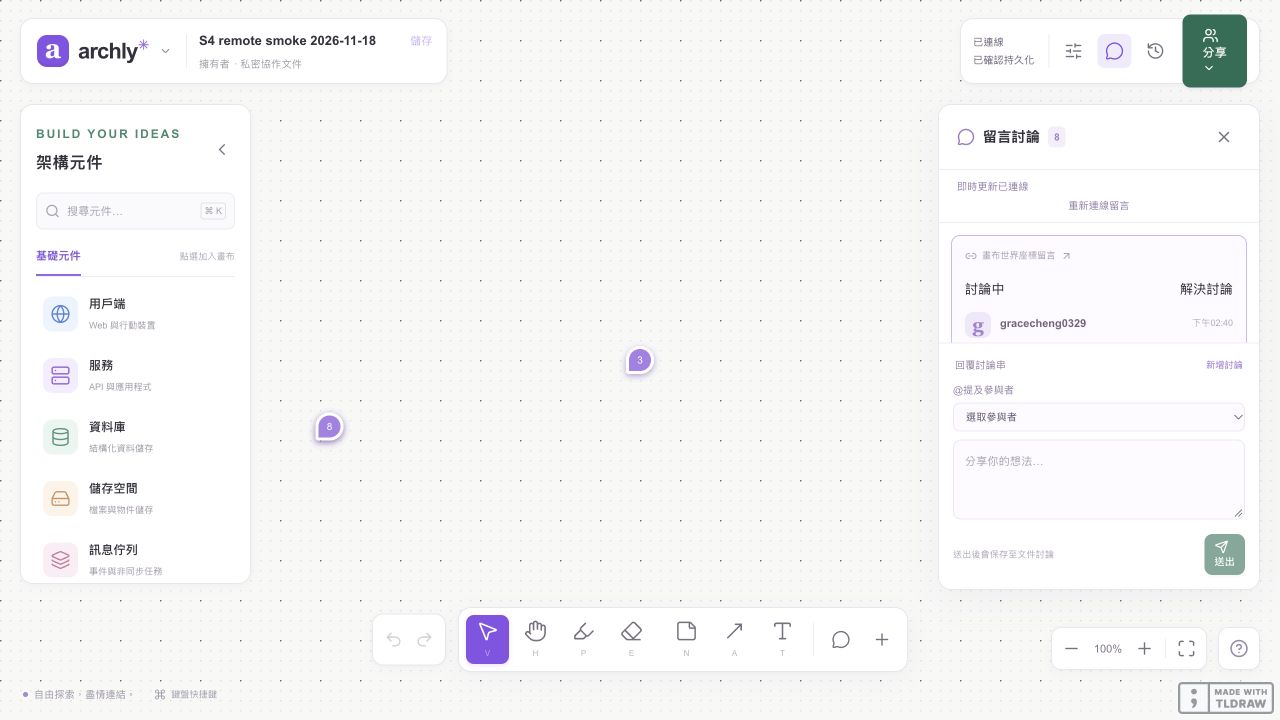 a archly*
S4 remote smoke 2026-11-18
儲存
擁有者 · 私密協作文件
已連線
已確認持久化
分享
BUILD YOUR IDEAS
架構元件
搜尋元件...
⌘ K
基礎元件
點選加入畫布
用戶端
Web 與行動裝置
服務
API 與應用程式
資料庫
結構化資料儲存
儲存空間
檔案與物件儲存
訊息佇列
事件與非同步任務
3
8
留言討論 8
即時更新已連線
重新連線留言
畫布世界座標留言
討論中
解決討論
g gracecheng0329
下午02:40
回覆討論串
新增討論
@提及參與者
選取參與者
分享你的想法...
送出後會保存至文件討論
送出
V
H
P
E
N
A
T
100%
自由探索，盡情連結。
⌘ 鍵盤快捷鍵
MADE WITH
TLDRAW